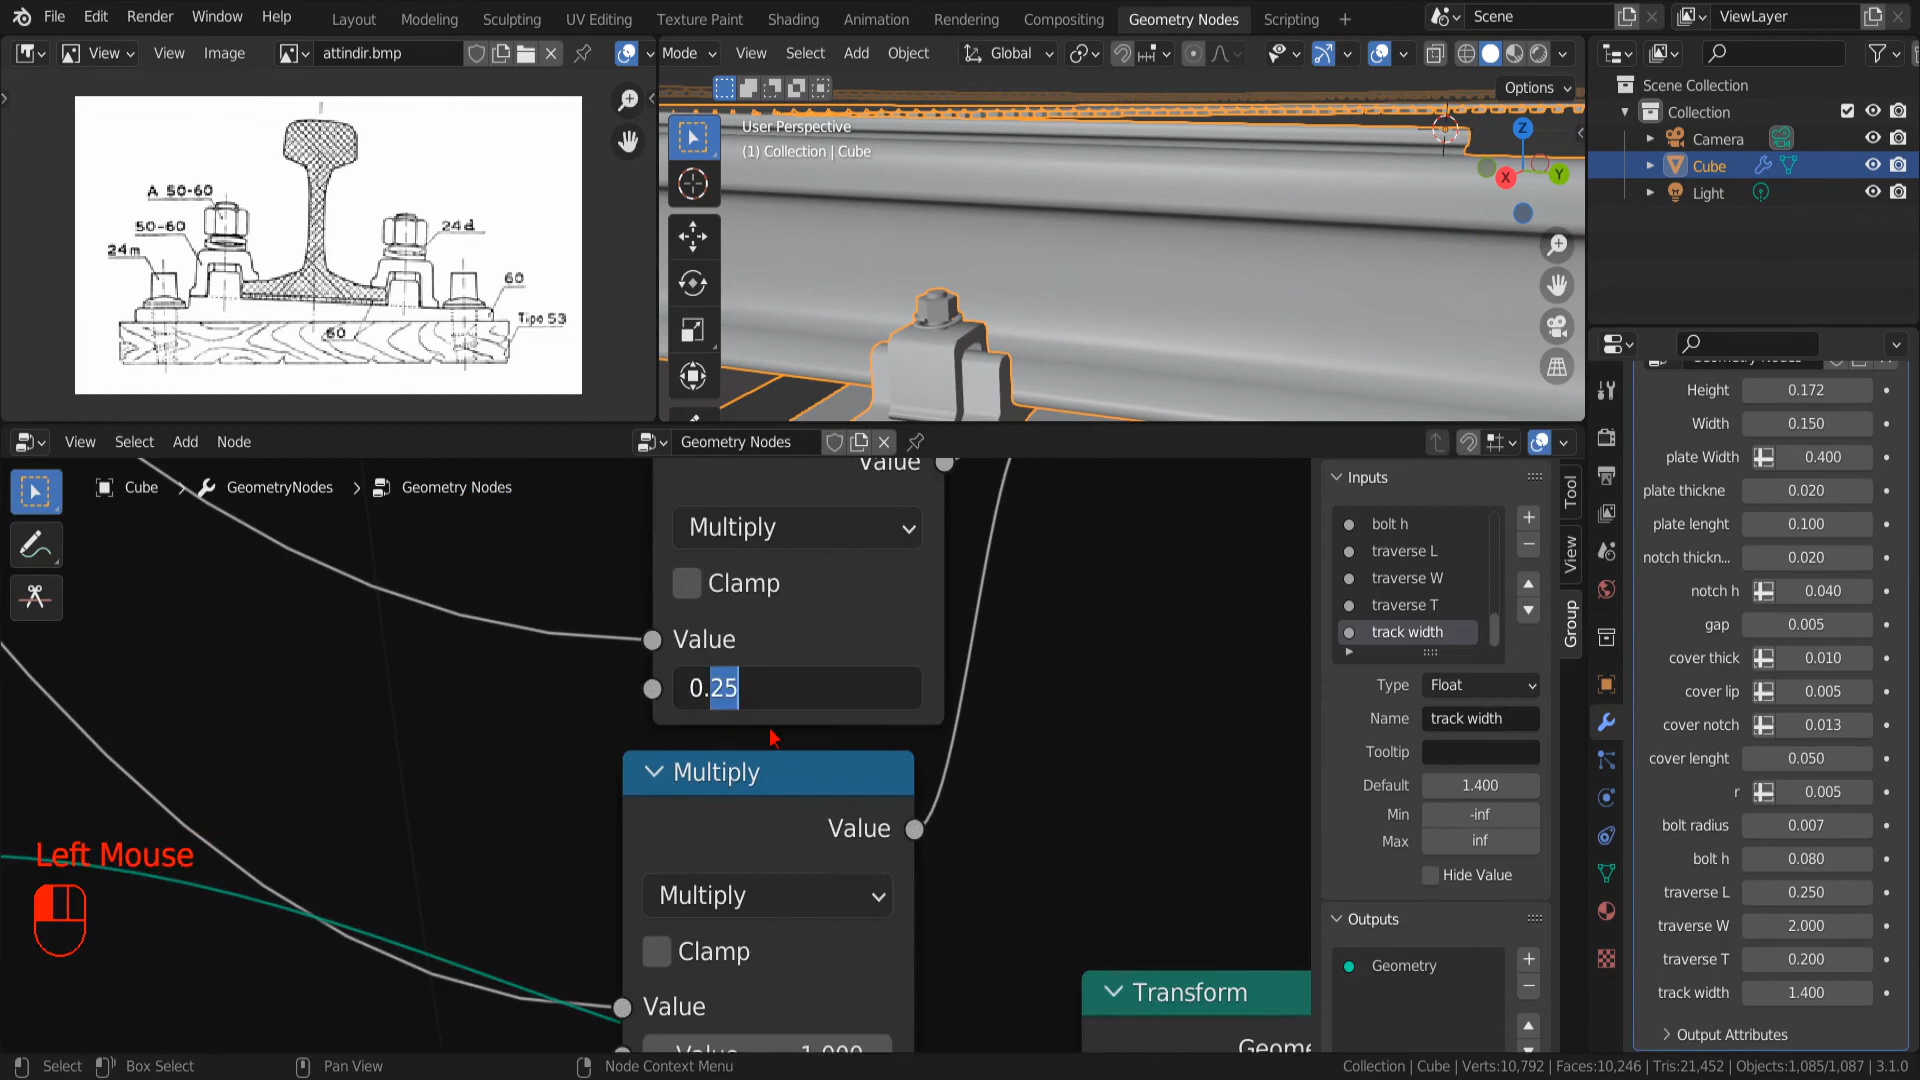 File Edit Render Window Help Layout Modeling Sculpting UV Editing Texture Paint Shading Animation Rendering Compositing Geometry Nodes Scripting + Scene ViewLayer
View View Image attindir.bmp Mode View Select Add Object Global
Options
User Perspective
(1) Collection | Cube
Z
X
Y
A 50-60
50-60
24m
24d
60
Tipo 53
60
Scene Collection
Collection
Camera
Cube
Light
View Select Add Node Geometry Nodes
Cube > GeometryNodes > Geometry Nodes
Value
Multiply
Clamp
Value
0.25
Multiply
Value
Multiply
Clamp
Value
Transform
Left Mouse
Inputs
bolt h
traverse L
traverse W
traverse T
track width
Type Float
Name track width
Tooltip
Default 1.400
Min -inf
Max inf
Hide Value
Outputs
Geometry
Tool
View
Group
Height 0.172
Width 0.150
plate Width 0.400
plate thickne 0.020
plate lenght 0.100
notch thickn... 0.020
notch h 0.040
gap 0.005
cover thick 0.010
cover lip 0.005
cover notch 0.013
cover lenght 0.050
r 0.005
bolt radius 0.007
bolt h 0.080
traverse L 0.250
traverse W 2.000
traverse T 0.200
track width 1.400
Output Attributes
Select Box Select Pan View Node Context Menu Collection | Cube | Verts:10,792 | Faces:10,246 | Tris:21,452 | Objects:1,085/1,087 | 3.1.0